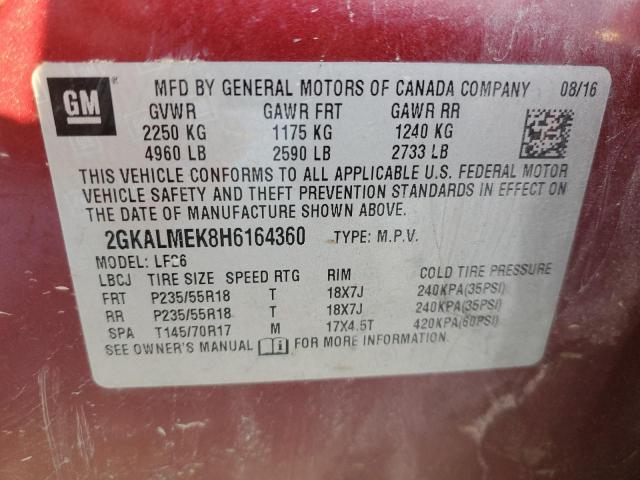 GM MFD BY GENERAL MOTORS OF CANADA COMPANY 08/16
GVWR GAWR FRT GAWR RR
2250 KG 1175 KG 1240 KG
4960 LB 2590 LB 2733 LB
THIS VEHICLE CONFORMS TO ALL APPLICABLE U.S. FEDERAL MOTOR
VEHICLE SAFETY AND THEFT PREVENTION STANDARDS IN EFFECT ON
THE DATE OF MANUFACTURE SHOWN ABOVE.
2GKALMEK8H6164360 TYPE: M.P.V.
MODEL: LF26
LBCJ TIRE SIZE SPEED RTG RIM COLD TIRE PRESSURE
FRT P235/55R18 T 18X7J 240KPA(35PSI)
RR P235/55R18 T 18X7J 240KPA(35PSI)
SPA T145/70R17 M 17X4.5T 420KPA(60PSI)
SEE OWNER'S MANUAL FOR MORE INFORMATION